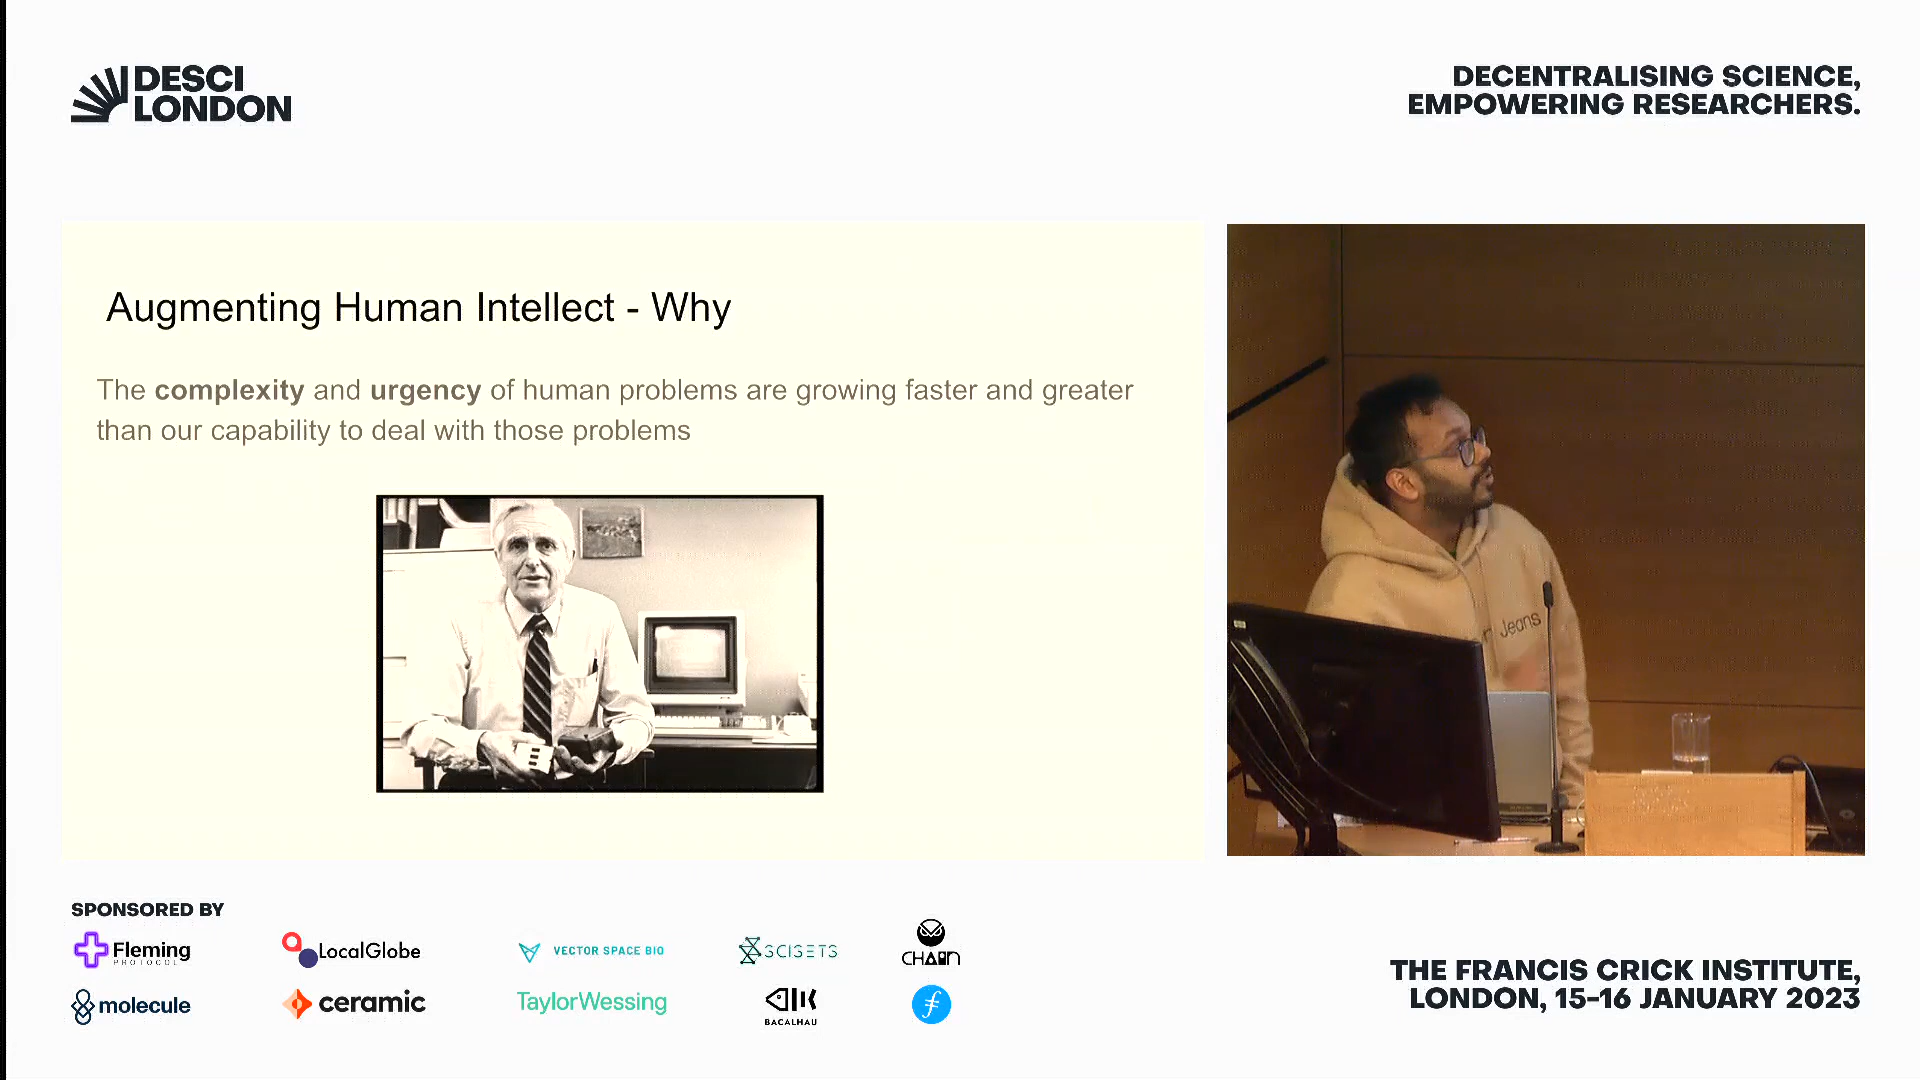 DESCI
LONDON
DECENTRALISING SCIENCE,
EMPOWERING RESEARCHERS.
Augmenting Human Intellect - Why
The complexity and urgency of human problems are growing faster and greater
than our capability to deal with those problems
Jeans
SPONSORED BY
Fleming
PROTOCOL
LocalGlobe
VECTOR SPACE BIO
SCISETS
CHAIN
molecule
ceramic
TaylorWessing
BACALHAU
THE FRANCIS CRICK INSTITUTE,
LONDON, 15-16 JANUARY 2023